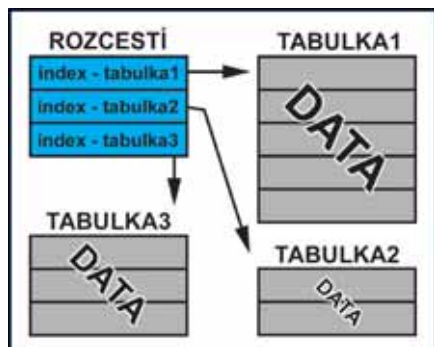 ROZCESTÍ
index - tabulka1
index - tabulka2
index - tabulka3
TABULKA1
DATA
TABULKA3
DATA
TABULKA2
DATA